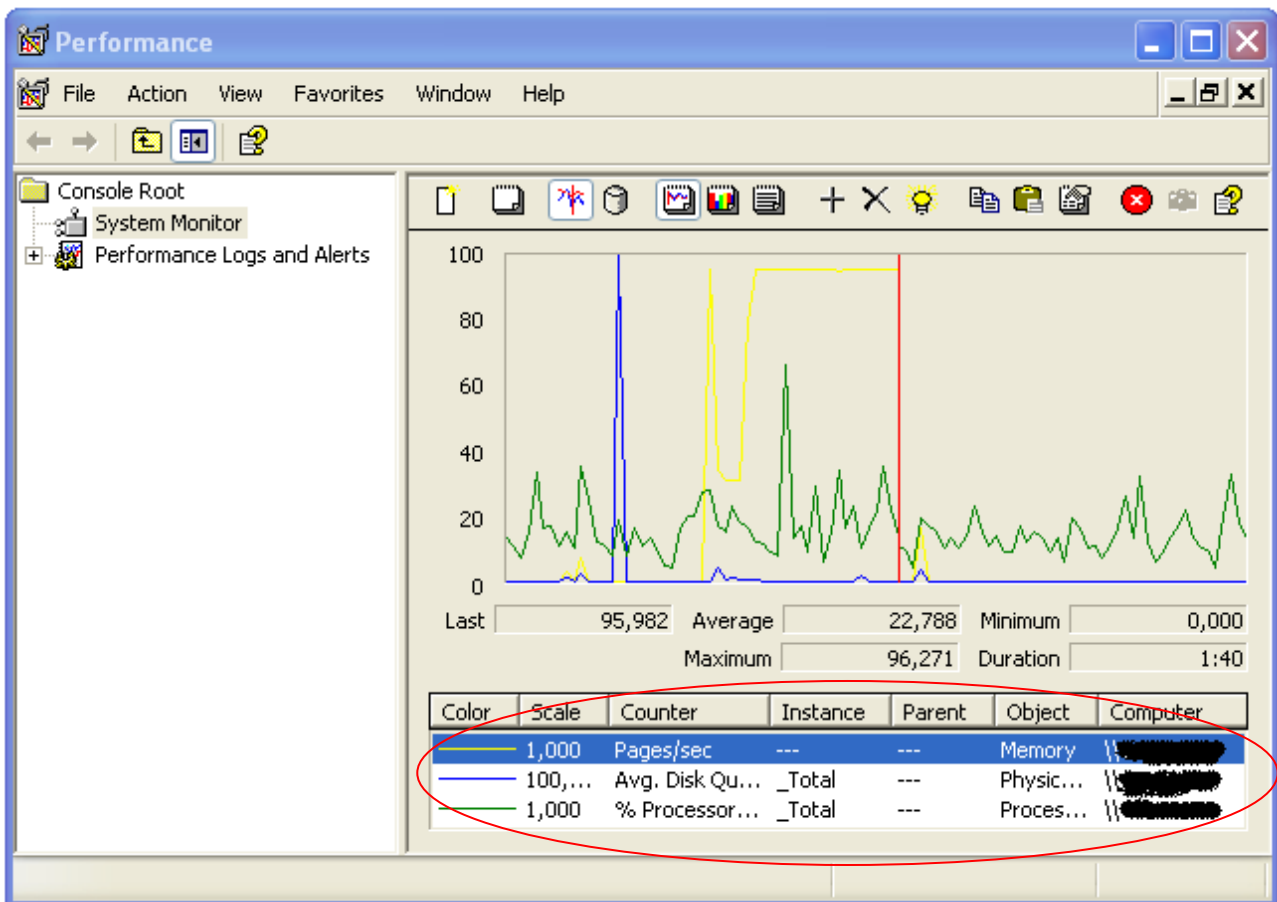 Performance
File Action View Favorites Window Help
Console Root
System Monitor
Performance Logs and Alerts
100
80
60
40
20
0
Last 95,982 Average 22,788 Minimum 0,000
Maximum 96,271 Duration 1:40
Color Scale Counter Instance Parent Object Computer
1,000 Pages/sec --- --- Memory \\
100,... Avg. Disk Qu... _Total --- Physic... \\
1,000 % Processor... _Total --- Proces... \\